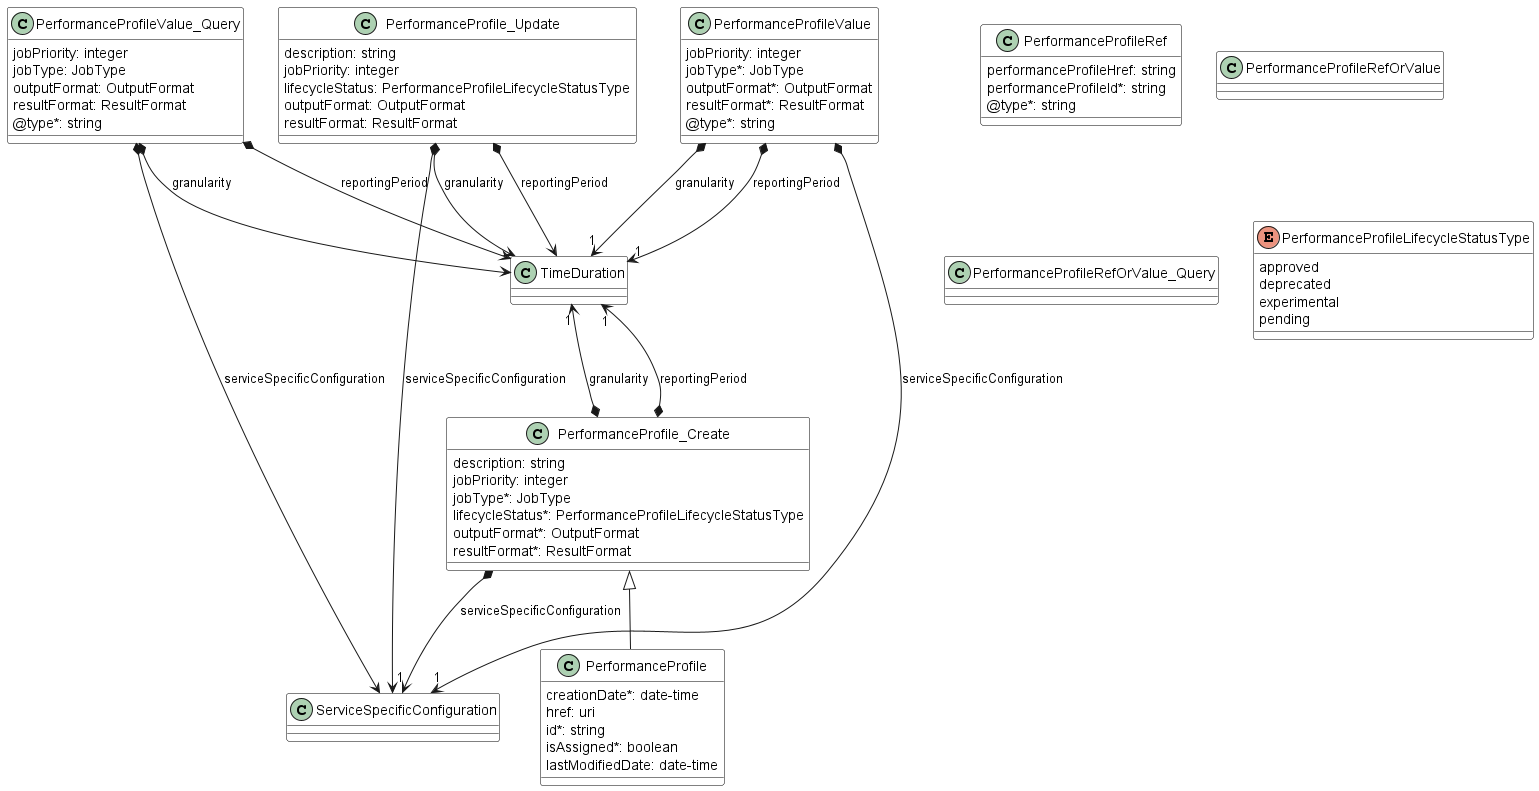 C PerformanceProfileValue_Query
jobPriority: integer
jobType: JobType
outputFormat: OutputFormat
resultFormat: ResultFormat
@type*: string
C PerformanceProfile_Update
description: string
jobPriority: integer
lifecycleStatus: PerformanceProfileLifecycleStatusType
outputFormat: OutputFormat
resultFormat: ResultFormat
C PerformanceProfileValue
jobPriority: integer
jobType*: JobType
outputFormat*: OutputFormat
resultFormat*: ResultFormat
@type*: string
C PerformanceProfileRef
performanceProfileHref: string
performanceProfileId*: string
@type*: string
C PerformanceProfileRefOrValue
granularity
reportingPeriod
granularity
reportingPeriod
granularity
reportingPeriod
1
1
C TimeDuration
C PerformanceProfileRefOrValue_Query
E PerformanceProfileLifecycleStatusType
approved
deprecated
experimental
pending
1
1
serviceSpecificConfiguration
serviceSpecificConfiguration
granularity
reportingPeriod
serviceSpecificConfiguration
C PerformanceProfile_Create
description: string
jobPriority: integer
jobType*: JobType
lifecycleStatus*: PerformanceProfileLifecycleStatusType
outputFormat*: OutputFormat
resultFormat*: ResultFormat
serviceSpecificConfiguration
1
1
C ServiceSpecificConfiguration
C PerformanceProfile
creationDate*: date-time
href: uri
id*: string
isAssigned*: boolean
lastModifiedDate: date-time